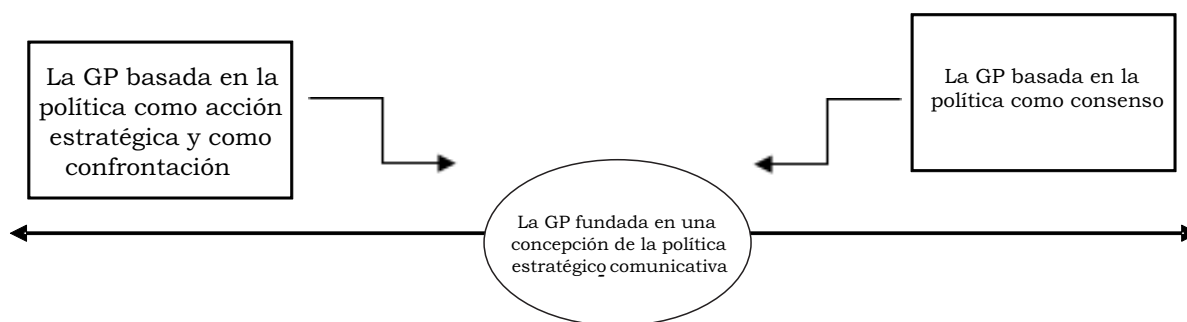 La GP basada en la
política como acción
estratégica y como
confrontación
La GP basada en la
política como consenso
La GP fundada en una
concepción de la política
estratégico comunicativa